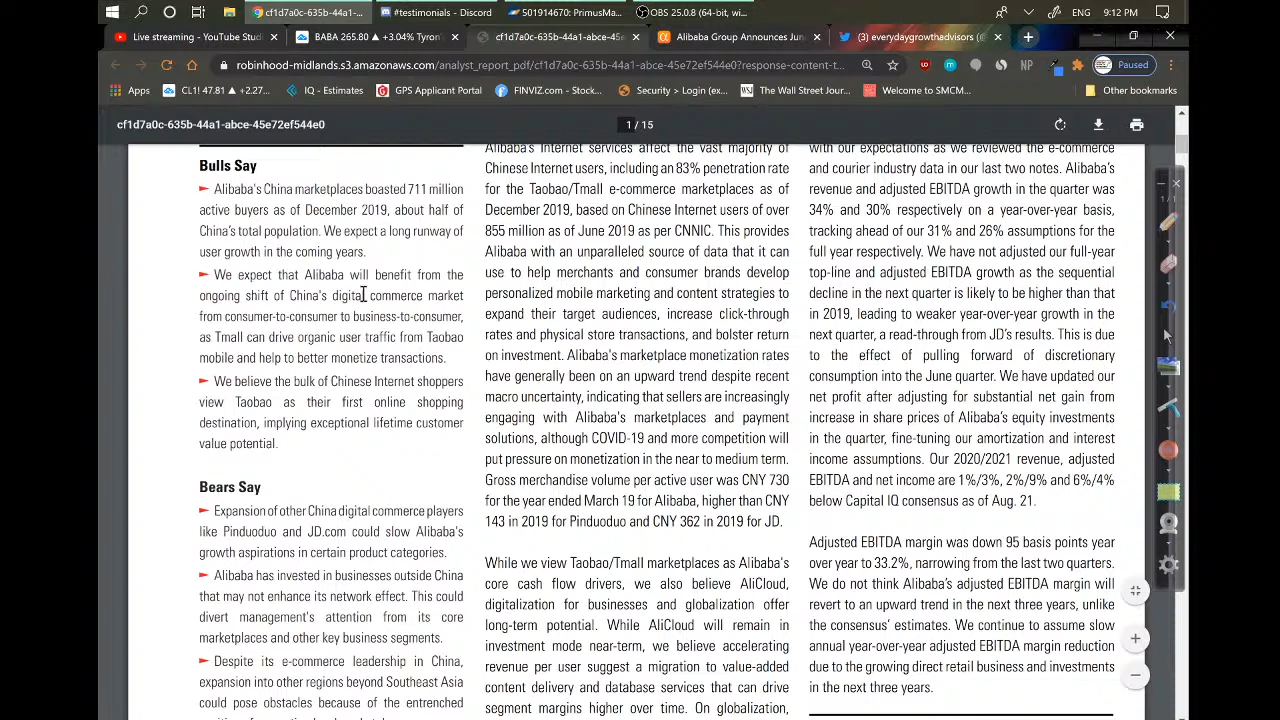 cf1d7a0c-635b-44a1-...
#testimonials - Discord
501914670: PrimusMa...
OBS 25.0.8 (64-bit, wi...
ENG
9:12 PM
Live streaming - YouTube Studi
BABA 265.80 ▲ +3.04% Tyron
cf1d7a0c-635b-44a1-abce-45e
Alibaba Group Announces Jun
(3) everydaygrowthadvisors (@
robinhood-midlands.s3.amazonaws.com/analyst_report_pdf/cf1d7a0c-635b-44a1-abce-45e72ef544e0?response-content-t...
NP
Paused
Apps
CL1! 47.81 ▲ +2.27...
IQ - Estimates
GPS Applicant Portal
FINVIZ.com - Stock...
Security > Login (ex...
WSJ
The Wall Street Jour...
Welcome to SMCM...
Other bookmarks
cf1d7a0c-635b-44a1-abce-45e72ef544e0
1 / 15
Bulls Say
Alibaba's China marketplaces boasted 711 million
active buyers as of December 2019, about half of
China's total population. We expect a long runway of
user growth in the coming years.
We expect that Alibaba will benefit from the
ongoing shift of China's digital commerce market
from consumer-to-consumer to business-to-consumer,
as Tmall can drive organic user traffic from Taobao
mobile and help to better monetize transactions.
We believe the bulk of Chinese Internet shoppers
view Taobao as their first online shopping
destination, implying exceptional lifetime customer
value potential.
Bears Say
Expansion of other China digital commerce players
like Pinduoduo and JD.com could slow Alibaba's
growth aspirations in certain product categories.
Alibaba has invested in businesses outside China
that may not enhance its network effect. This could
divert management's attention from its core
marketplaces and other key business segments.
Despite its e-commerce leadership in China,
expansion into other regions beyond Southeast Asia
could pose obstacles because of the entrenched
Alibaba's Internet services affect the vast majority of
Chinese Internet users, including an 83% penetration rate
for the Taobao/Tmall e-commerce marketplaces as of
December 2019, based on Chinese Internet users of over
855 million as of June 2019 as per CNNIC. This provides
Alibaba with an unparalleled source of data that it can
use to help merchants and consumer brands develop
personalized mobile marketing and content strategies to
expand their target audiences, increase click-through
rates and physical store transactions, and bolster return
on investment. Alibaba's marketplace monetization rates
have generally been on an upward trend despite recent
macro uncertainty, indicating that sellers are increasingly
engaging with Alibaba's marketplaces and payment
solutions, although COVID-19 and more competition will
put pressure on monetization in the near to medium term.
Gross merchandise volume per active user was CNY 730
for the year ended March 19 for Alibaba, higher than CNY
143 in 2019 for Pinduoduo and CNY 362 in 2019 for JD.
While we view Taobao/Tmall marketplaces as Alibaba's
core cash flow drivers, we also believe AliCloud,
digitalization for businesses and globalization offer
long-term potential. While AliCloud will remain in
investment mode near-term, we believe accelerating
revenue per user suggest a migration to value-added
content delivery and database services that can drive
segment margins higher over time. On globalization,
with our expectations as we reviewed the e-commerce
and courier industry data in our last two notes. Alibaba's
revenue and adjusted EBITDA growth in the quarter was
34% and 30% respectively on a year-over-year basis,
tracking ahead of our 31% and 26% assumptions for the
full year respectively. We have not adjusted our full-year
top-line and adjusted EBITDA growth as the sequential
decline in the next quarter is likely to be higher than that
in 2019, leading to weaker year-over-year growth in the
next quarter, a read-through from JD's results. This is due
to the effect of pulling forward of discretionary
consumption into the June quarter. We have updated our
net profit after adjusting for substantial net gain from
increase in share prices of Alibaba's equity investments
in the quarter, fine-tuning our amortization and interest
income assumptions. Our 2020/2021 revenue, adjusted
EBITDA and net income are 1%/3%, 2%/9% and 6%/4%
below Capital IQ consensus as of Aug. 21.
Adjusted EBITDA margin was down 95 basis points year
over year to 33.2%, narrowing from the last two quarters.
We do not think Alibaba's adjusted EBITDA margin will
revert to an upward trend in the next three years, unlike
the consensus' estimates. We continue to assume slow
annual year-over-year adjusted EBITDA margin reduction
due to the growing direct retail business and investments
in the next three years.